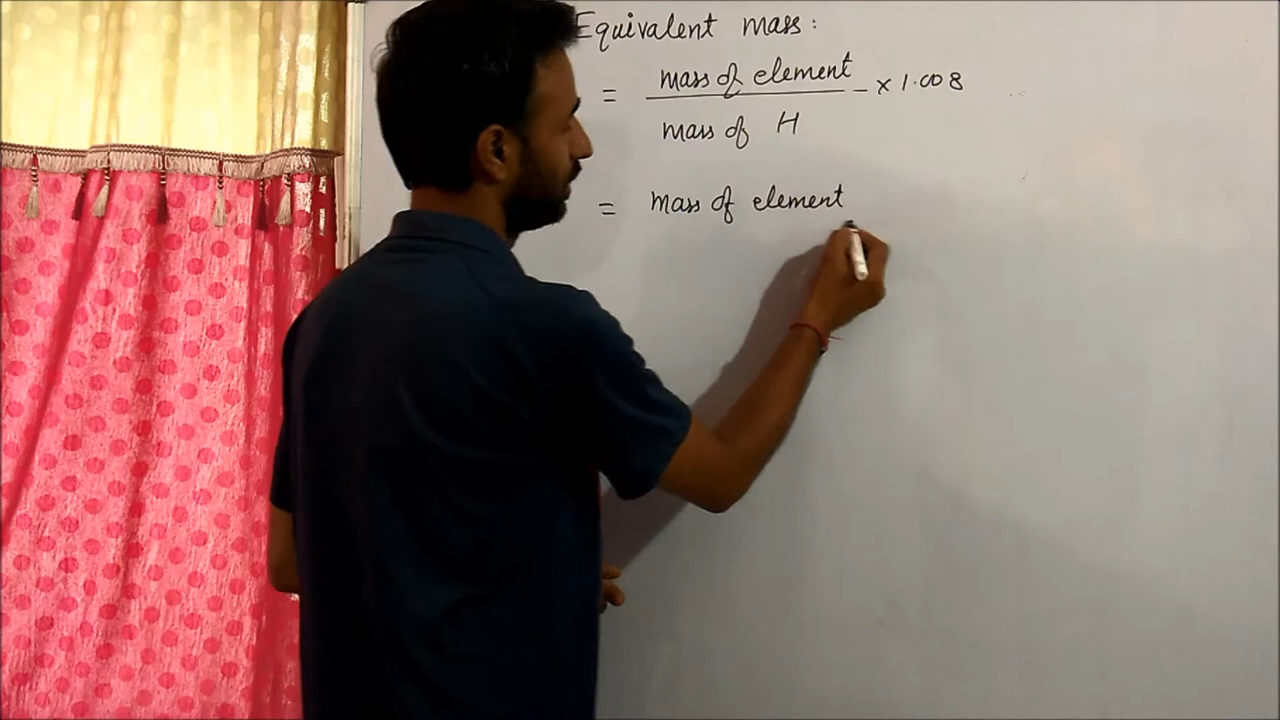 Equivalent mass :
= mass of element × 1.008
mass of H
= mass of element